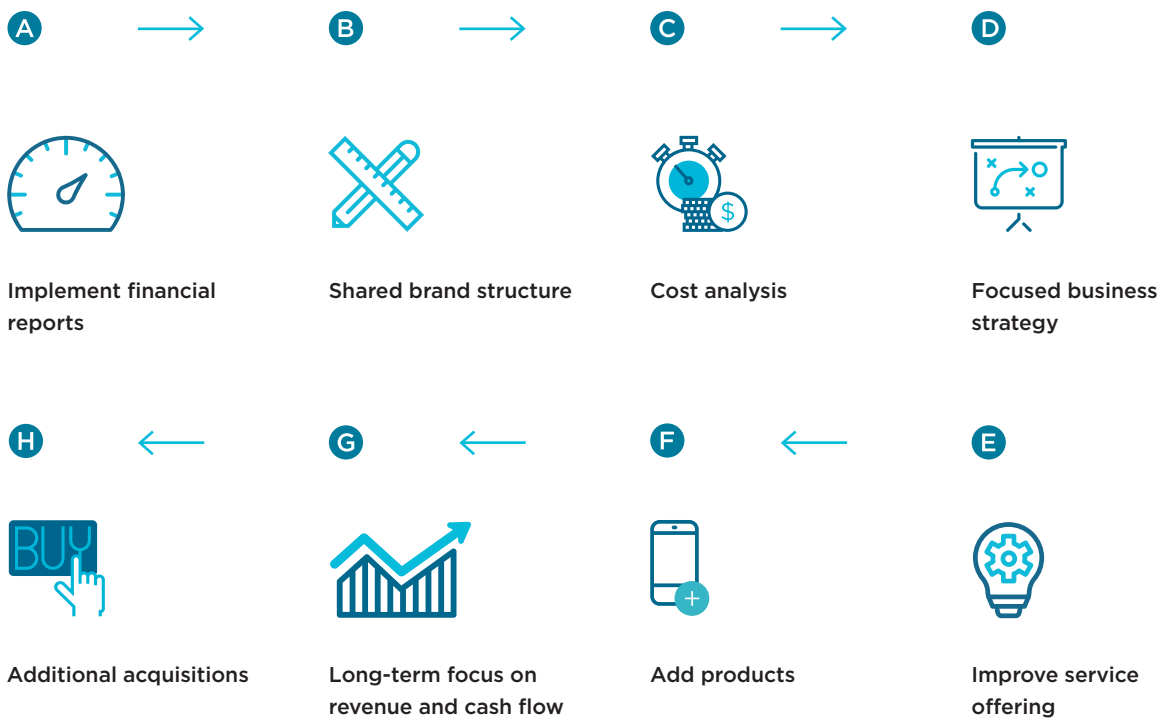 A
B
C
D
Implement financial
reports
Shared brand structure
$
Cost analysis
Focused business
strategy
H
G
F
E
BUY
Additional acquisitions
Long-term focus on
revenue and cash flow
+
Add products
Improve service
offering